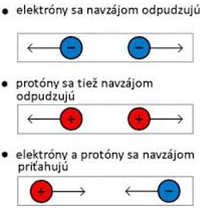 • elektróny sa navzájom odpudzujú
− −
• protóny sa tiež navzájom
odpudzujú
+ +
• elektróny a protóny sa navzájom
priťahujú
+ −